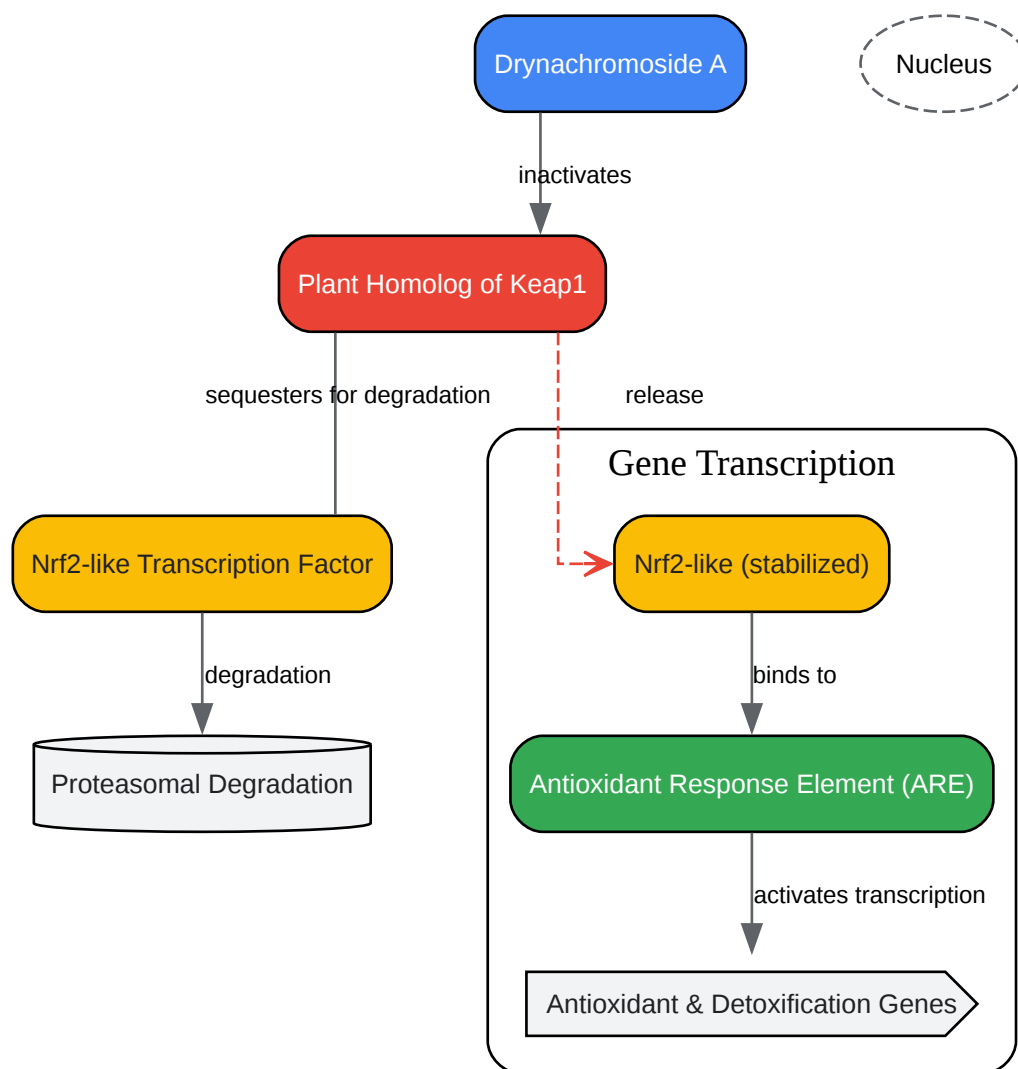 Drynachromoside A
Nucleus
inactivates
Plant Homolog of Keap1
sequesters for degradation
release
Gene Transcription
Nrf2-like Transcription Factor
Nrf2-like (stabilized)
degradation
binds to
Proteasomal Degradation
Antioxidant Response Element (ARE)
activates transcription
Antioxidant & Detoxification Genes